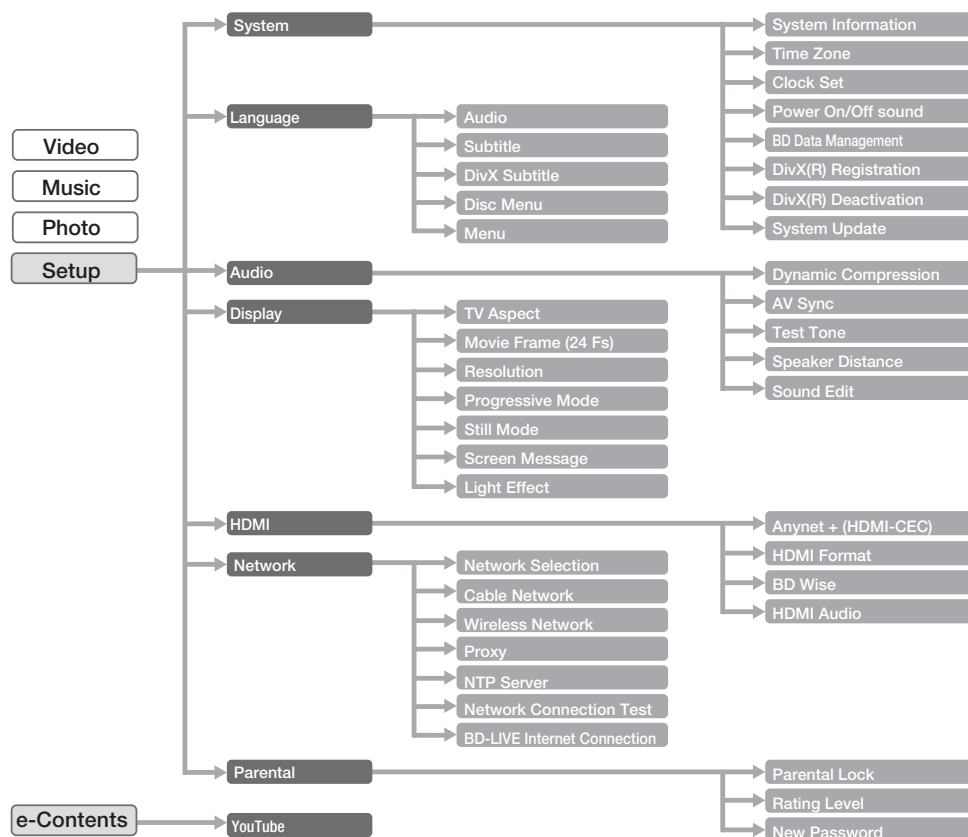 Video
Music
Photo
Setup
e-Contents
System
System Information
Time Zone
Clock Set
Power On/Off sound
BD Data Management
DivX(R) Registration
DivX(R) Deactivation
System Update
Language
Audio
Subtitle
DivX Subtitle
Disc Menu
Menu
Audio
Dynamic Compression
AV Sync
Test Tone
Speaker Distance
Sound Edit
Display
TV Aspect
Movie Frame (24 Fs)
Resolution
Progressive Mode
Still Mode
Screen Message
Light Effect
HDMI
Anynet + (HDMI-CEC)
HDMI Format
BD Wise
HDMI Audio
Network
Network Selection
Cable Network
Wireless Network
Proxy
NTP Server
Network Connection Test
BD-LIVE Internet Connection
Parental
Parental Lock
Rating Level
New Password
YouTube